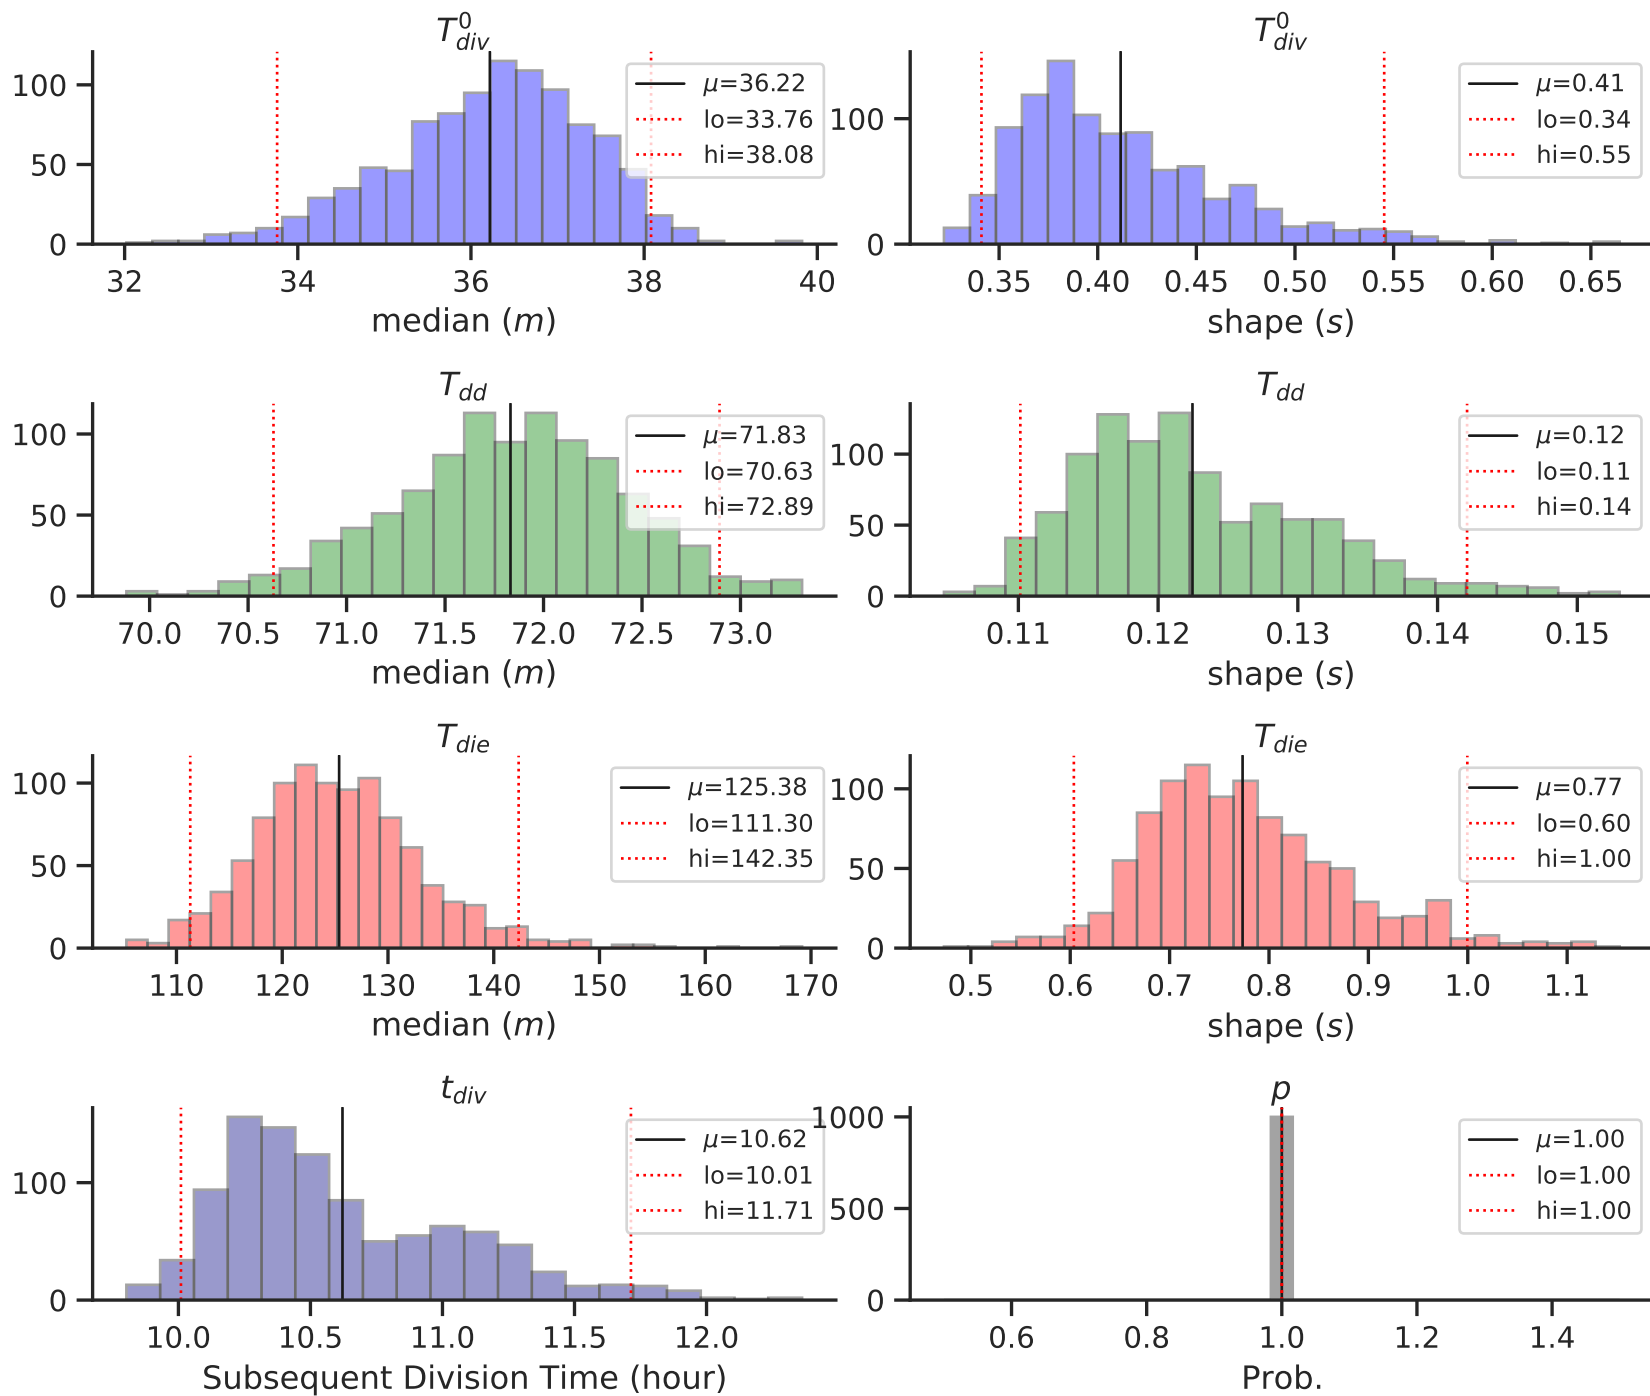 T⁰div
100
50
0
μ=36.22
lo=33.76
hi=38.08
32 34 36 38 40
median (m)
T⁰div
100
0
μ=0.41
lo=0.34
hi=0.55
0.35 0.40 0.45 0.50 0.55 0.60 0.65
shape (s)
Tdd
100
50
0
μ=71.83
lo=70.63
hi=72.89
70.0 70.5 71.0 71.5 72.0 72.5 73.0
median (m)
Tdd
100
50
0
μ=0.12
lo=0.11
hi=0.14
0.11 0.12 0.13 0.14 0.15
shape (s)
Tdie
100
50
0
μ=125.38
lo=111.30
hi=142.35
110 120 130 140 150 160 170
median (m)
Tdie
100
50
0
μ=0.77
lo=0.60
hi=1.00
0.5 0.6 0.7 0.8 0.9 1.0 1.1
shape (s)
tdiv
100
0
μ=10.62
lo=10.01
hi=11.71
10.0 10.5 11.0 11.5 12.0
Subsequent Division Time (hour)
p
1000
500
0
μ=1.00
lo=1.00
hi=1.00
0.6 0.8 1.0 1.2 1.4
Prob.